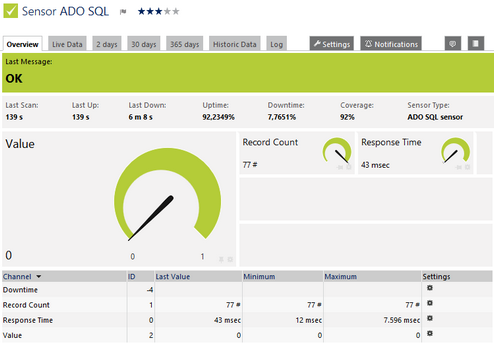 Sensor ADO SQL
Overview Live Data 2 days 30 days 365 days Historic Data Log Settings Notifications
Last Message:
OK
Last Scan: Last Up: Last Down: Uptime: Downtime: Coverage: Sensor Type:
139 s 139 s 6 m 8 s 92,2349% 7,7651% 92% ADO SQL sensor
Value
0
0 1
Record Count
77 #
Response Time
43 msec
Channel ID Last Value Minimum Maximum Settings
Downtime -4
Record Count 1 77 # 77 # 77 #
Response Time 0 43 msec 12 msec 7.596 msec
Value 2 0 0 0